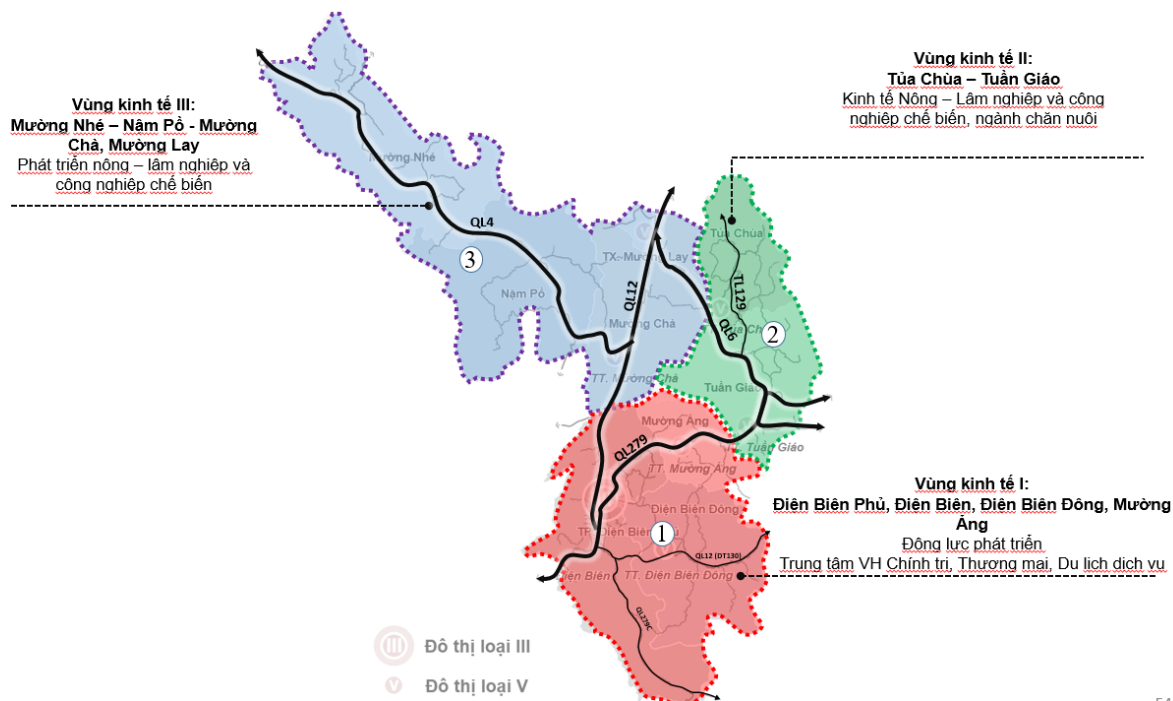 Vùng kinh tế III:
Mường Nhé – Nậm Pồ - Mường
Chà, Mường Lay
Phát triển nông – lâm nghiệp và
công nghiệp chế biến
Vùng kinh tế II:
Tủa Chùa – Tuần Giáo
Kinh tế Nông – Lâm nghiệp và công
nghiệp chế biến, ngành chăn nuôi
Mường Nhé
QL4
3
Nậm Pồ
TX. Mường Lay
QL12
Mường Chà
TT. Mường Chà
Tủa Chùa
TL129
QL6
2
Tuần Giáo
Tuần Giáo
Mường Ảng
QL279
TT. Mường Ảng
Điện Biên Đông
1
QL12 (DT130)
TT. Điện Biên Đông
QL279C
Vùng kinh tế I:
Điện Biên Phủ, Điện Biên, Điện Biên Đông, Mường
Ảng
Động lực phát triển
Trung tâm VH Chính trị, Thương mại, Du lịch dịch vụ
III
Đô thị loại III
V
Đô thị loại V